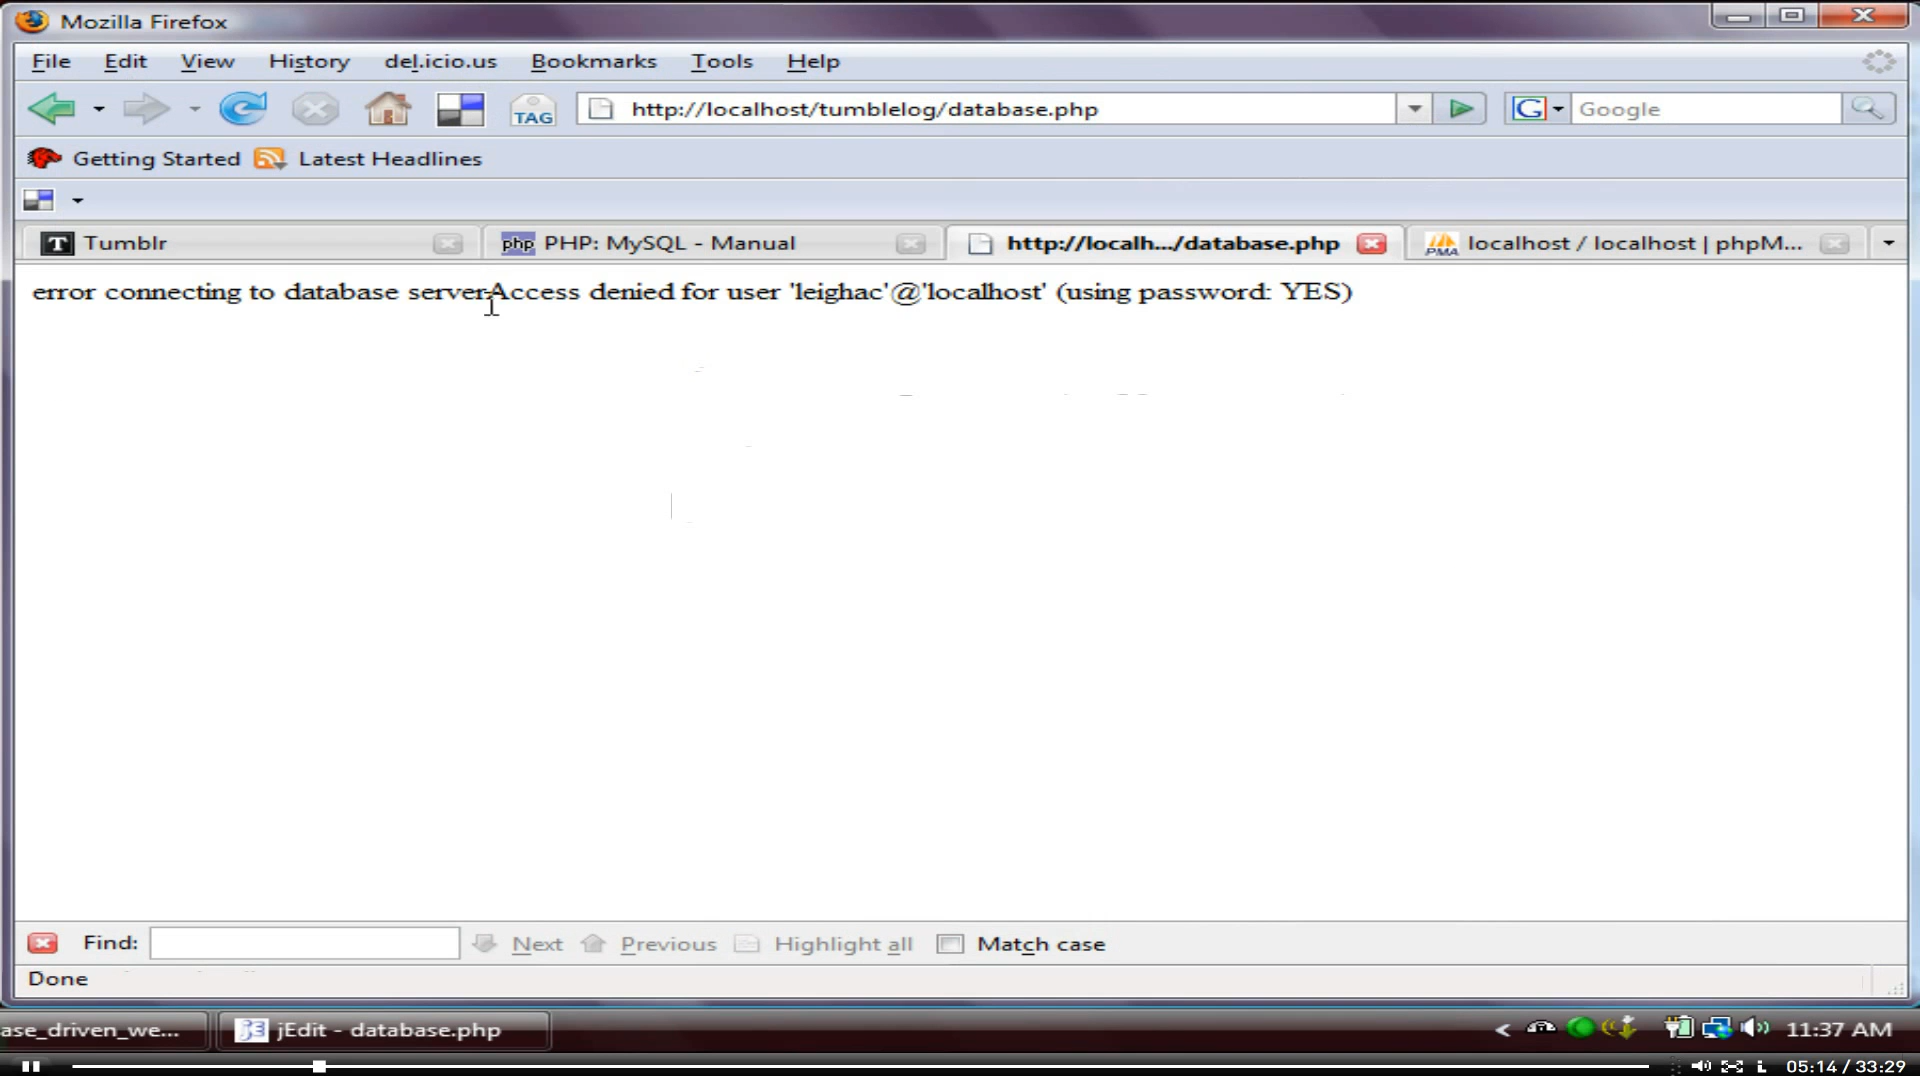 Mozilla Firefox
File Edit View History del.icio.us Bookmarks Tools Help
TAG http://localhost/tumblelog/database.php G Google
Getting Started Latest Headlines
T Tumblr php PHP: MySQL - Manual http://localh.../database.php PMA localhost / localhost | phpM...
error connecting to database serverAccess denied for user 'leighac'@'localhost' (using password: YES)
Find: Next Previous Highlight all Match case
Done
ase_driven_we... jEdit - database.php < 11:37 AM
L 05:14 / 33:29